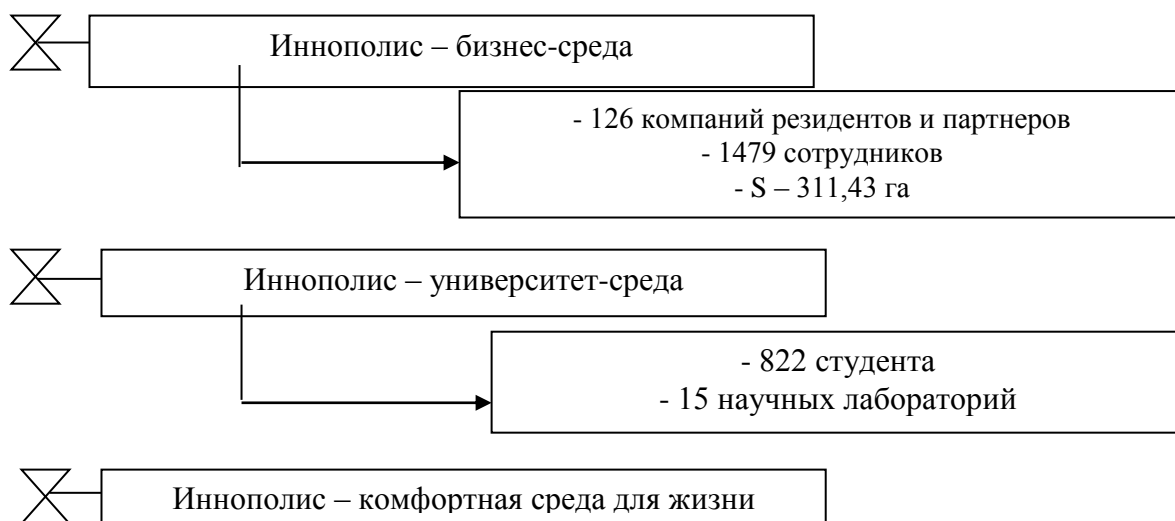 Иннополис – бизнес-среда
- 126 компаний резидентов и партнеров
- 1479 сотрудников
- S – 311,43 га
Иннополис – университет-среда
- 822 студента
- 15 научных лабораторий
Иннополис – комфортная среда для жизни